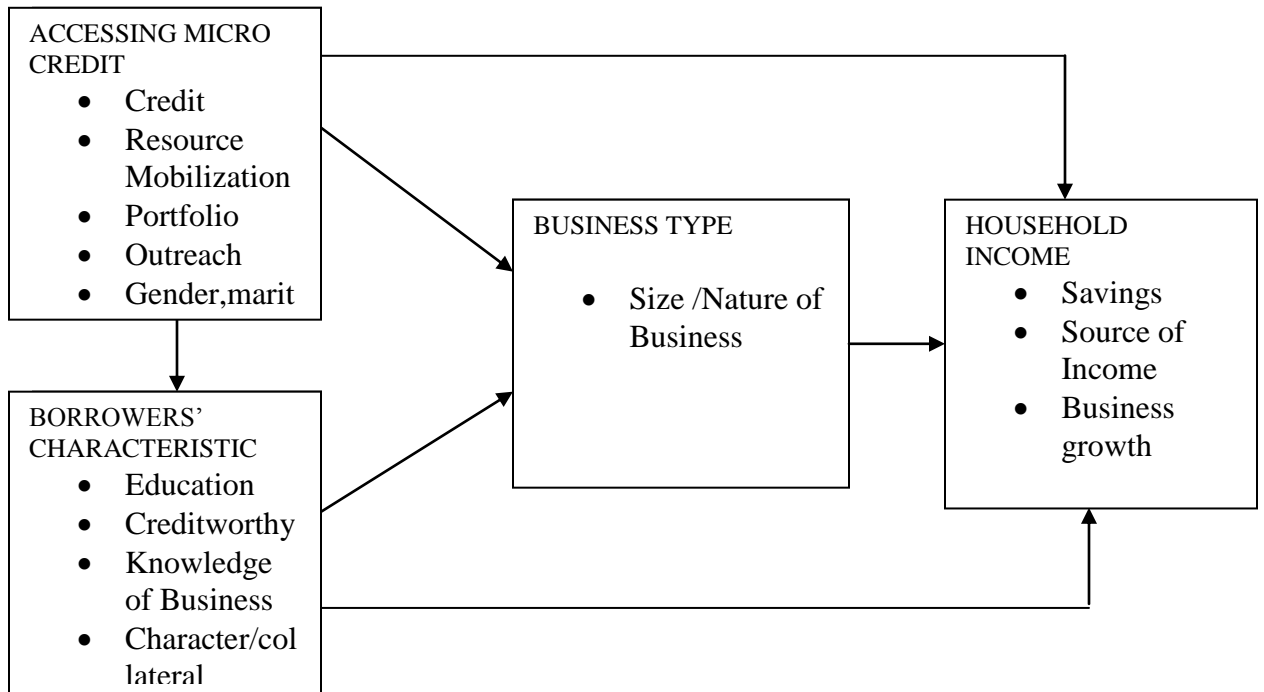 ACCESSING MICRO
CREDIT
• Credit
• Resource
Mobilization
• Portfolio
• Outreach
• Gender,marit
BORROWERS’
CHARACTERISTIC
• Education
• Creditworthy
• Knowledge
of Business
• Character/col
lateral
BUSINESS TYPE
• Size /Nature of
Business
HOUSEHOLD
INCOME
• Savings
• Source of
Income
• Business
growth